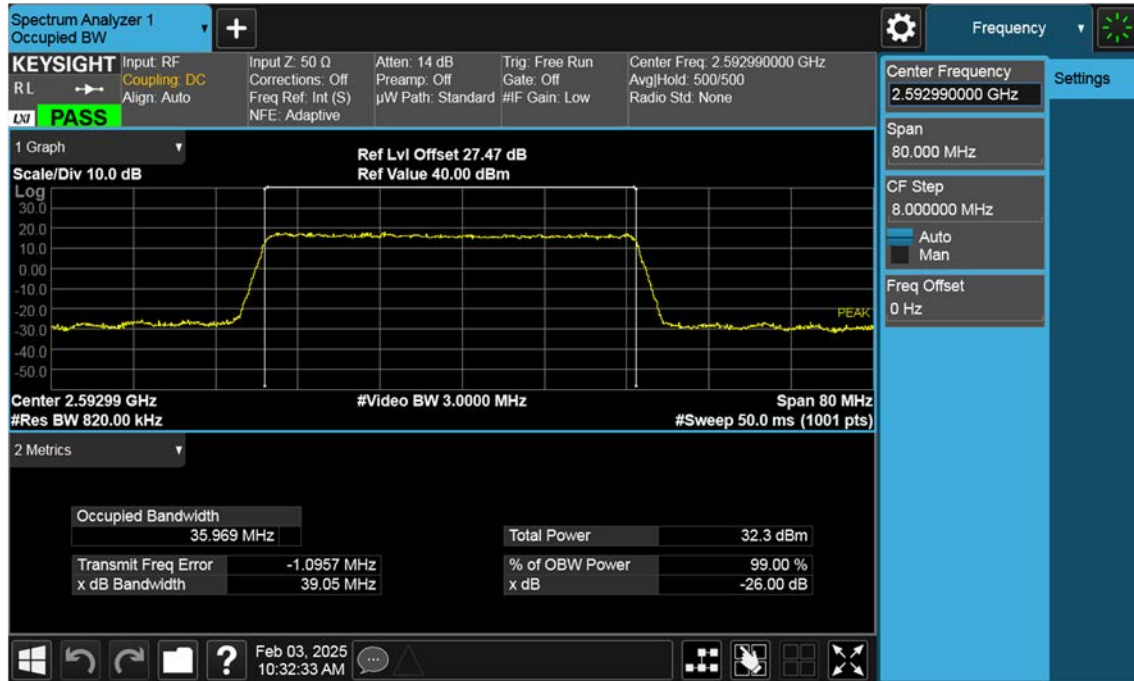 Spectrum Analyzer 1
Occupied BW
Frequency
KEYSIGHT
R L
LXI PASS
Input: RF
Coupling: DC
Align: Auto
Input Z: 50 Ω
Corrections: Off
Freq Ref: Int (S)
NFE: Adaptive
Atten: 14 dB
Preamp: Off
µW Path: Standard
Trig: Free Run
Gate: Off
#IF Gain: Low
Center Freq: 2.592990000 GHz
Avg|Hold: 500/500
Radio Std: None
Center Frequency
2.592990000 GHz
Settings
Span
80.000 MHz
CF Step
8.000000 MHz
Auto
Man
Freq Offset
0 Hz
1 Graph
Scale/Div 10.0 dB
Ref Lvl Offset 27.47 dB
Ref Value 40.00 dBm
Log
30.0
20.0
10.0
0.00
-10.0
-20.0
-30.0
-40.0
-50.0
PEAK
Center 2.59299 GHz
#Video BW 3.0000 MHz
Span 80 MHz
#Res BW 820.00 kHz
#Sweep 50.0 ms (1001 pts)
2 Metrics
Occupied Bandwidth
35.969 MHz
Total Power 32.3 dBm
Transmit Freq Error -1.0957 MHz
% of OBW Power 99.00 %
x dB Bandwidth 39.05 MHz
x dB -26.00 dB
?
Feb 03, 2025
10:32:33 AM